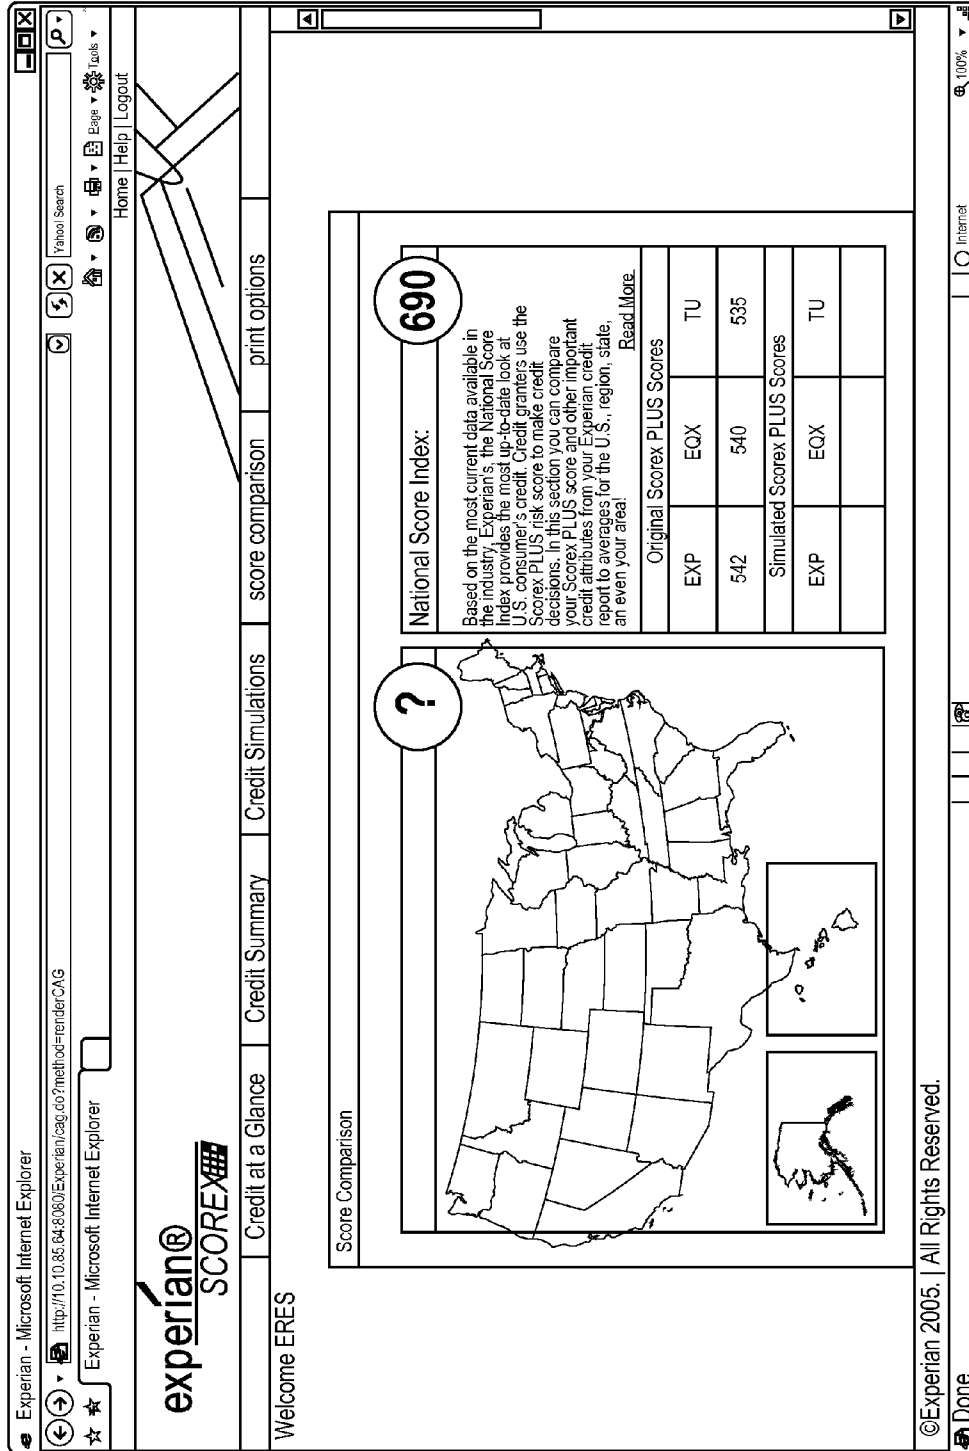 Experian - Microsoft Internet Explorer
http://10.10.85.64:8080/Experian/cag.do?method=renderCAG
Yahoo! Search
Experian - Microsoft Internet Explorer
Page
Tools
Home | Help | Logout
experian®
SCOREX
Credit at a Glance
Credit Summary
Credit Simulations
score comparison
print options
Welcome ERES
Score Comparison
?
National Score Index:
690
Based on the most current data available in
the industry, Experian's, the National Score
Index provides the most up-to-date look at
U.S. consumer's credit. Credit granters use the
Scorex PLUS risk score to make credit
decisions. In this section you can compare
your Scorex PLUS score and other important
credit attributes from your Experian credit
report to averages for the U.S., region, state,
an even your area!
Read More
Original Scorex PLUS Scores
EXP EQX TU
542 540 535
Simulated Scorex PLUS Scores
EXP EQX TU
©Experian 2005. | All Rights Reserved.
Done
Internet
100%